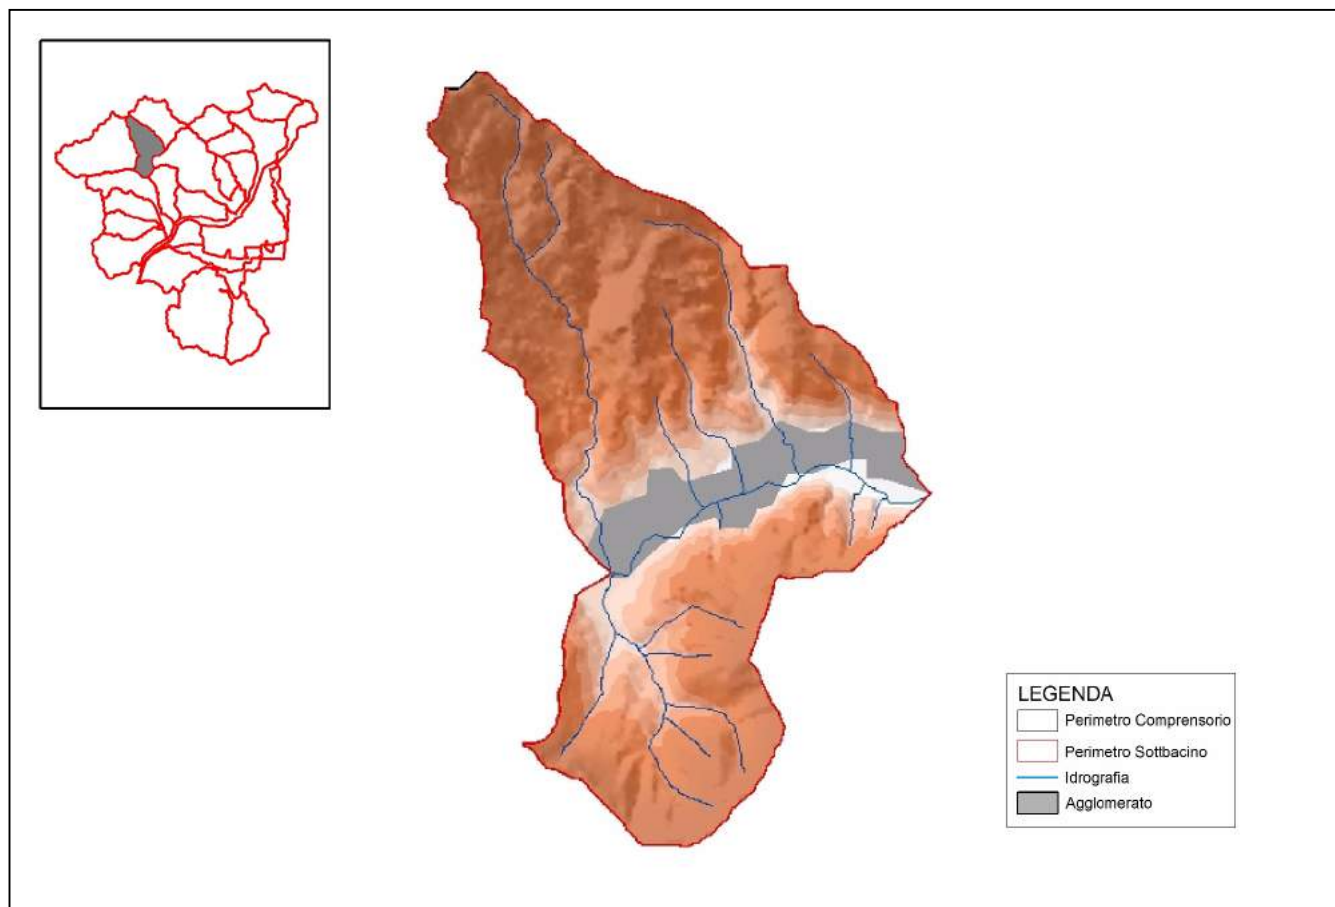 LEGENDA
Perimetro Comprensorio
Perimetro Sottbacino
Idrografia
Agglomerato